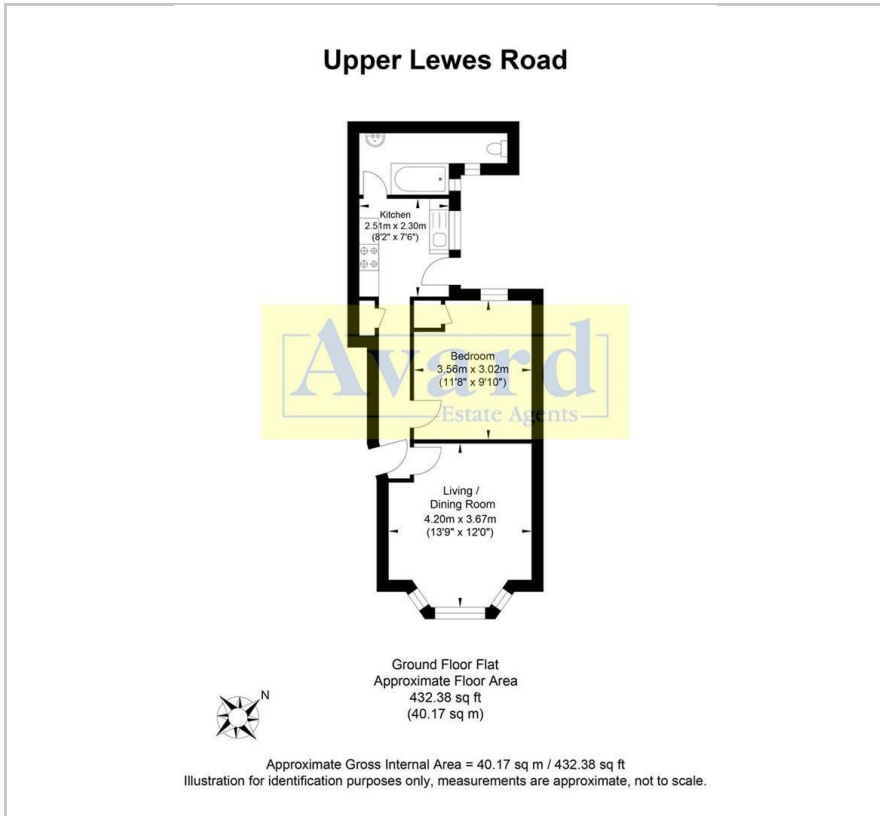 Upper Lewes Road
Kitchen
2.51m x 2.30m
(8'2" x 7'6")
Avard
Estate Agents
Bedroom
3.56m x 3.02m
(11'8" x 9'10")
Living /
Dining Room
4.20m x 3.67m
(13'9" x 12'0")
Ground Floor Flat
Approximate Floor Area
432.38 sq ft
(40.17 sq m)
N
Approximate Gross Internal Area = 40.17 sq m / 432.38 sq ft
Illustration for identification purposes only, measurements are approximate, not to scale.